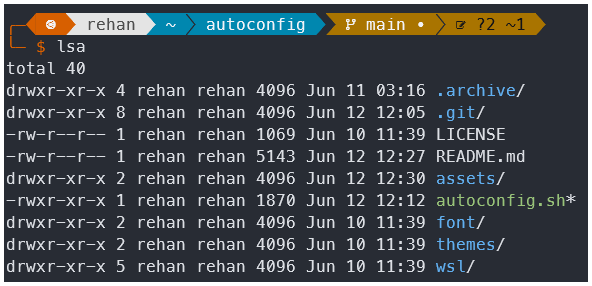 rehan ~ autoconfig main • ?2 ~1
$ lsa
total 40
drwxr-xr-x 4 rehan rehan 4096 Jun 11 03:16 .archive/
drwxr-xr-x 8 rehan rehan 4096 Jun 12 12:05 .git/
-rw-r--r-- 1 rehan rehan 1069 Jun 10 11:39 LICENSE
-rw-r--r-- 1 rehan rehan 5143 Jun 12 12:27 README.md
drwxr-xr-x 2 rehan rehan 4096 Jun 12 12:30 assets/
-rwxr-xr-x 1 rehan rehan 1870 Jun 12 12:12 autoconfig.sh*
drwxr-xr-x 2 rehan rehan 4096 Jun 10 11:39 font/
drwxr-xr-x 2 rehan rehan 4096 Jun 10 11:39 themes/
drwxr-xr-x 5 rehan rehan 4096 Jun 10 11:39 wsl/